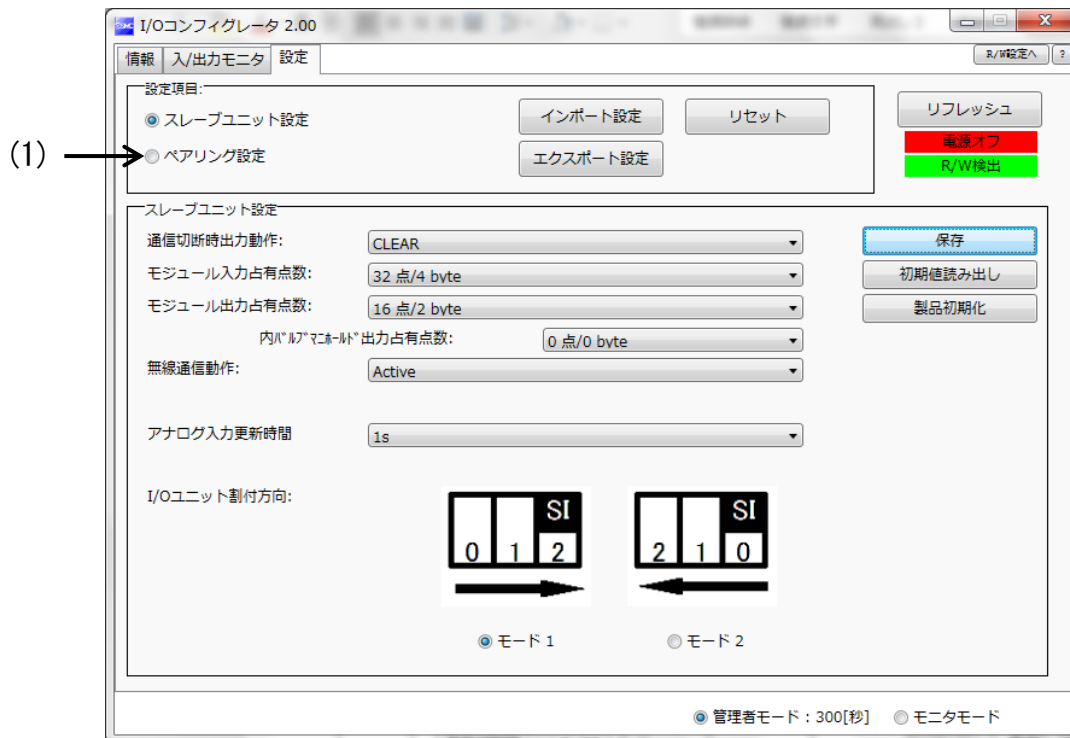 I/Oコンフィグレータ 2.00
情報 入/出力モニタ 設定 R/W設定へ ?
設定項目:
スレーブユニット設定 インポート設定 リセット リフレッシュ
(1) ペアリング設定 エクスポート設定 電源オフ
R/W検出
スレーブユニット設定
通信切断時出力動作: CLEAR 保存
モジュール入力占有点数: 32 点/4 byte 初期値読み出し
モジュール出力占有点数: 16 点/2 byte 製品初期化
内ﾊﾞﾙﾌﾞﾏﾆﾎｰﾙﾄﾞ出力占有点数: 0 点/0 byte
無線通信動作: Active
アナログ入力更新時間 1s
I/Oユニット割付方向:
SI SI
0 1 2 2 1 0
モード 1 モード 2
管理者モード：300[秒] モニタモード